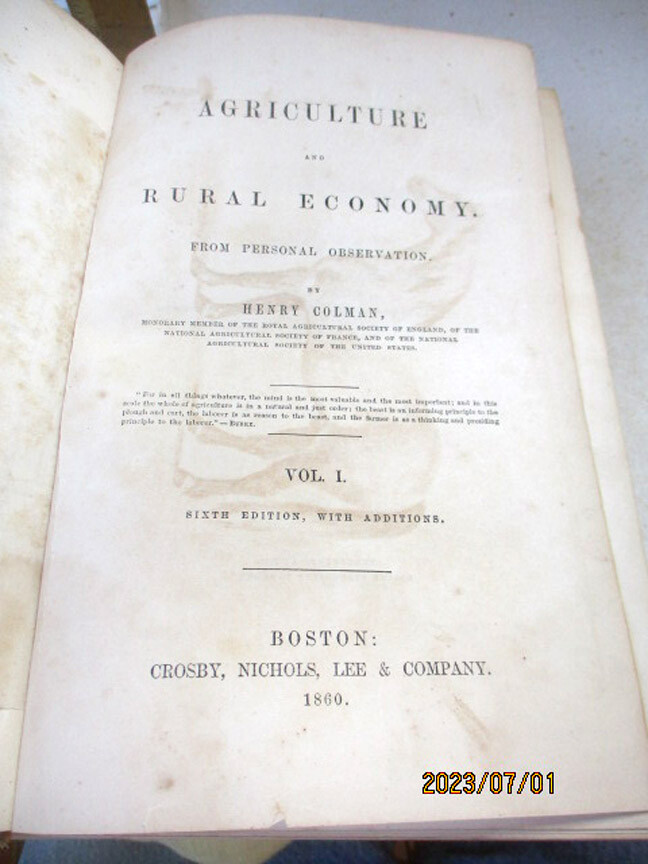 AGRICULTURE
AND
RURAL ECONOMY.
FROM PERSONAL OBSERVATION.
BY
HENRY COLMAN,
HONORARY MEMBER OF THE ROYAL AGRICULTURAL SOCIETY OF ENGLAND, OF THE
NATIONAL AGRICULTURAL SOCIETY OF FRANCE, AND OF THE NATIONAL
AGRICULTURAL SOCIETY OF THE UNITED STATES.
"For in all things whatever, the mind is the most valuable and the most important; and in this
scale the whole of agriculture is in a natural and just order; the beast is an informing principle to the
plough and cart, the laborer is as reason to the beast, and the farmer is as a thinking and presiding
principle to the laborer." — BURKE.
VOL. I.
SIXTH EDITION, WITH ADDITIONS.
BOSTON:
CROSBY, NICHOLS, LEE & COMPANY.
1860.
2023/07/01